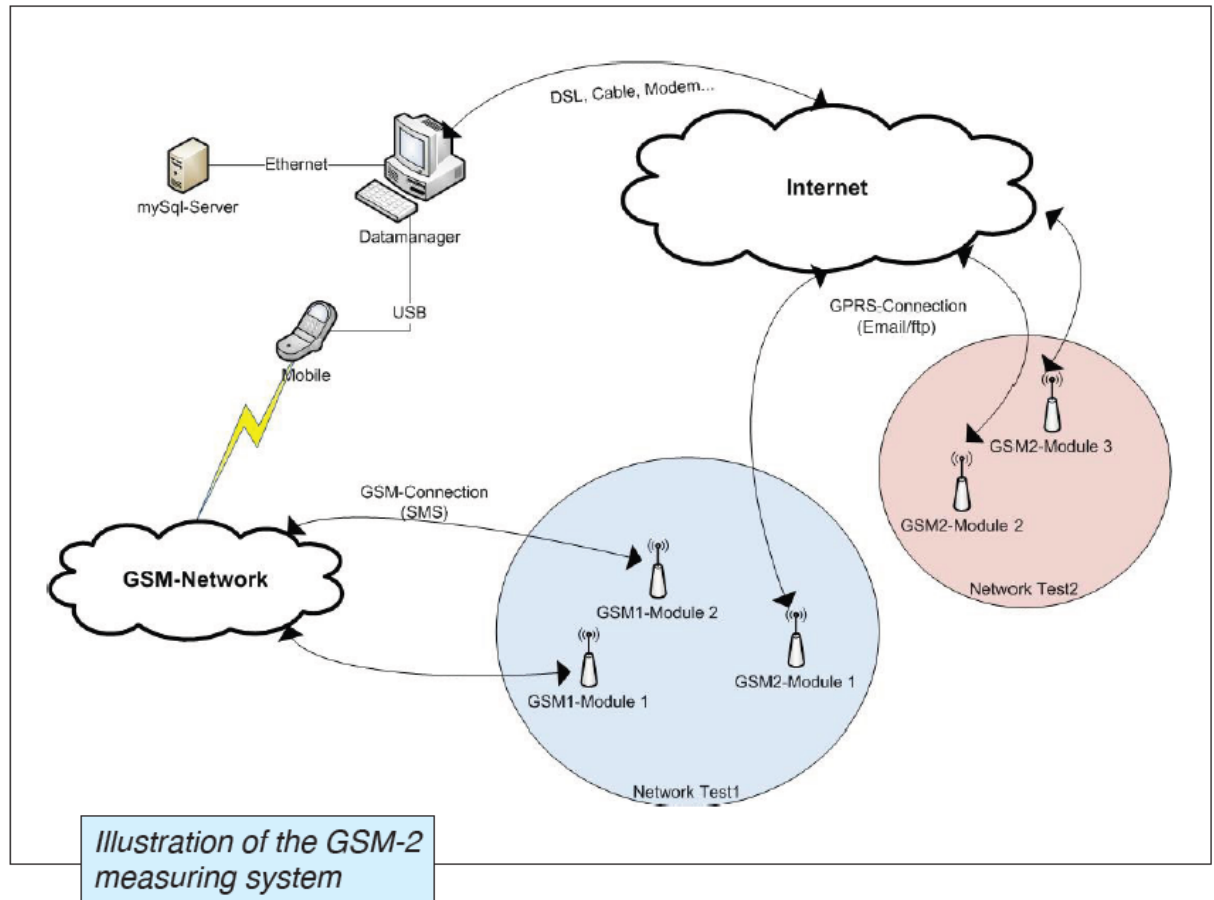 DSL, Cable, Modem...
Ethernet
mySql-Server
Datamanager
Internet
USB
Mobile
GPRS-Connection
(Email/ftp)
GSM2-Module 3
GSM2-Module 2
Network Test2
GSM-Connection
(SMS)
GSM-Network
GSM1-Module 2
GSM1-Module 1
GSM2-Module 1
Network Test1
Illustration of the GSM-2
measuring system